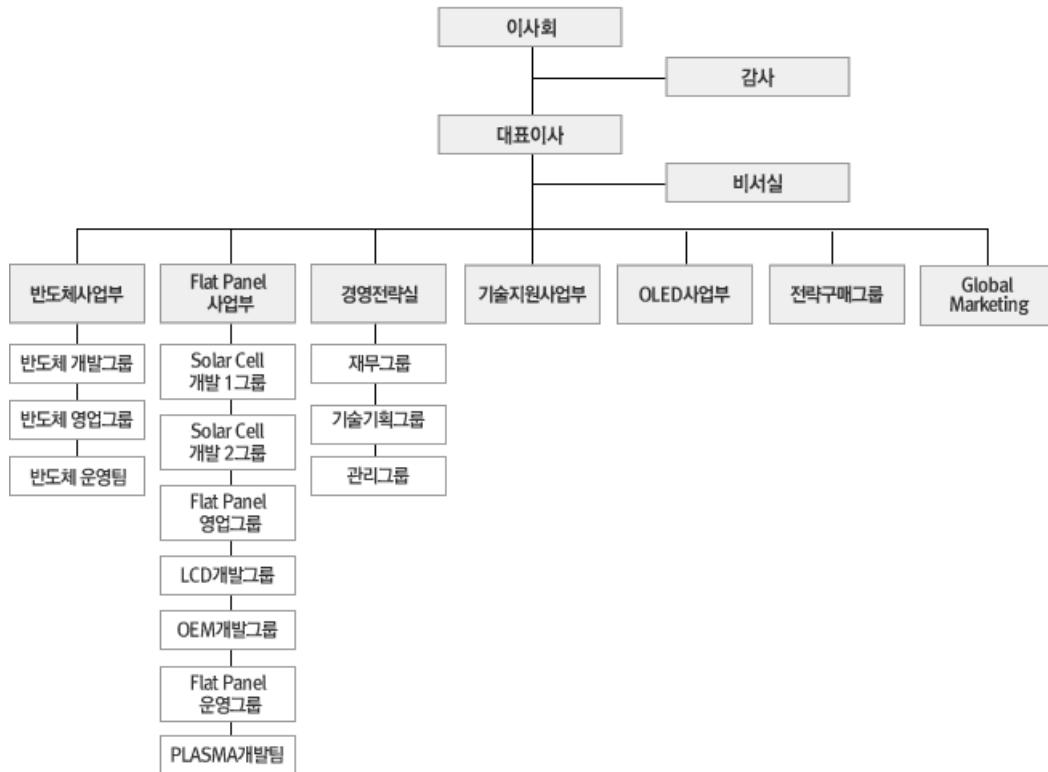 이사회
감사
대표이사
비서실
반도체사업부
Flat Panel
사업부
경영전략실
기술지원사업부
OLED사업부
전략구매그룹
Global
Marketing
반도체 개발그룹
반도체 영업그룹
반도체 운영팀
Solar Cell
개발 1그룹
Solar Cell
개발 2그룹
Flat Panel
영업그룹
LCD개발그룹
OEM개발그룹
Flat Panel
운영그룹
PLASMA개발팀
재무그룹
기술기획그룹
관리그룹